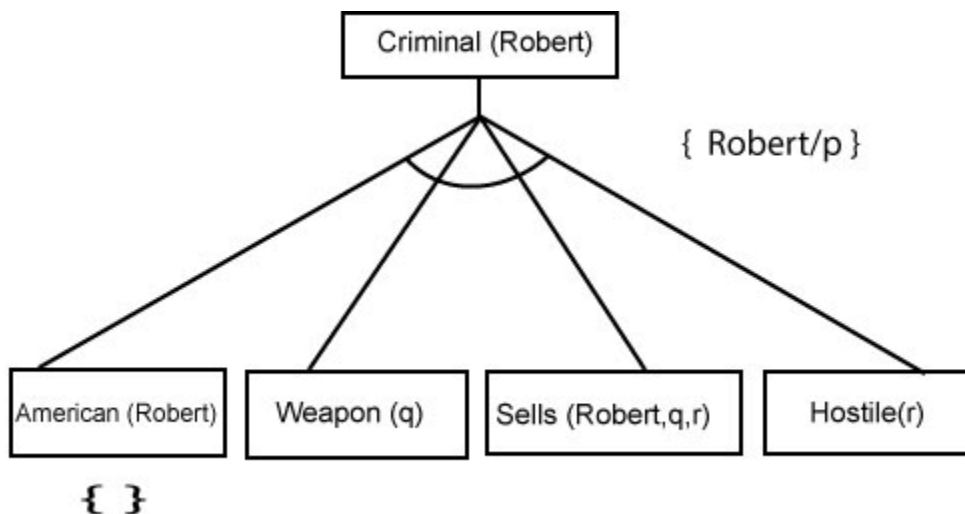 Criminal (Robert)
{ Robert/p }
American (Robert)
Weapon (q)
Sells (Robert,q,r)
Hostile(r)
{ }